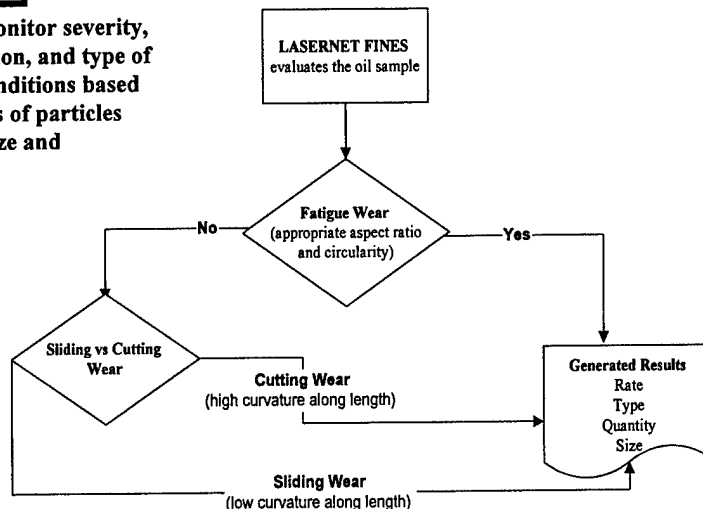 onitor severity,
ion, and type of
nditions based
s of particles
ze and
LASERNET FINES
evaluates the oil sample
Fatigue Wear
(appropriate aspect ratio
and circularity)
No
Yes
Sliding vs Cutting
Wear
Cutting Wear
(high curvature along length)
Generated Results
Rate
Type
Quantity
Size
Sliding Wear
(low curvature along length)